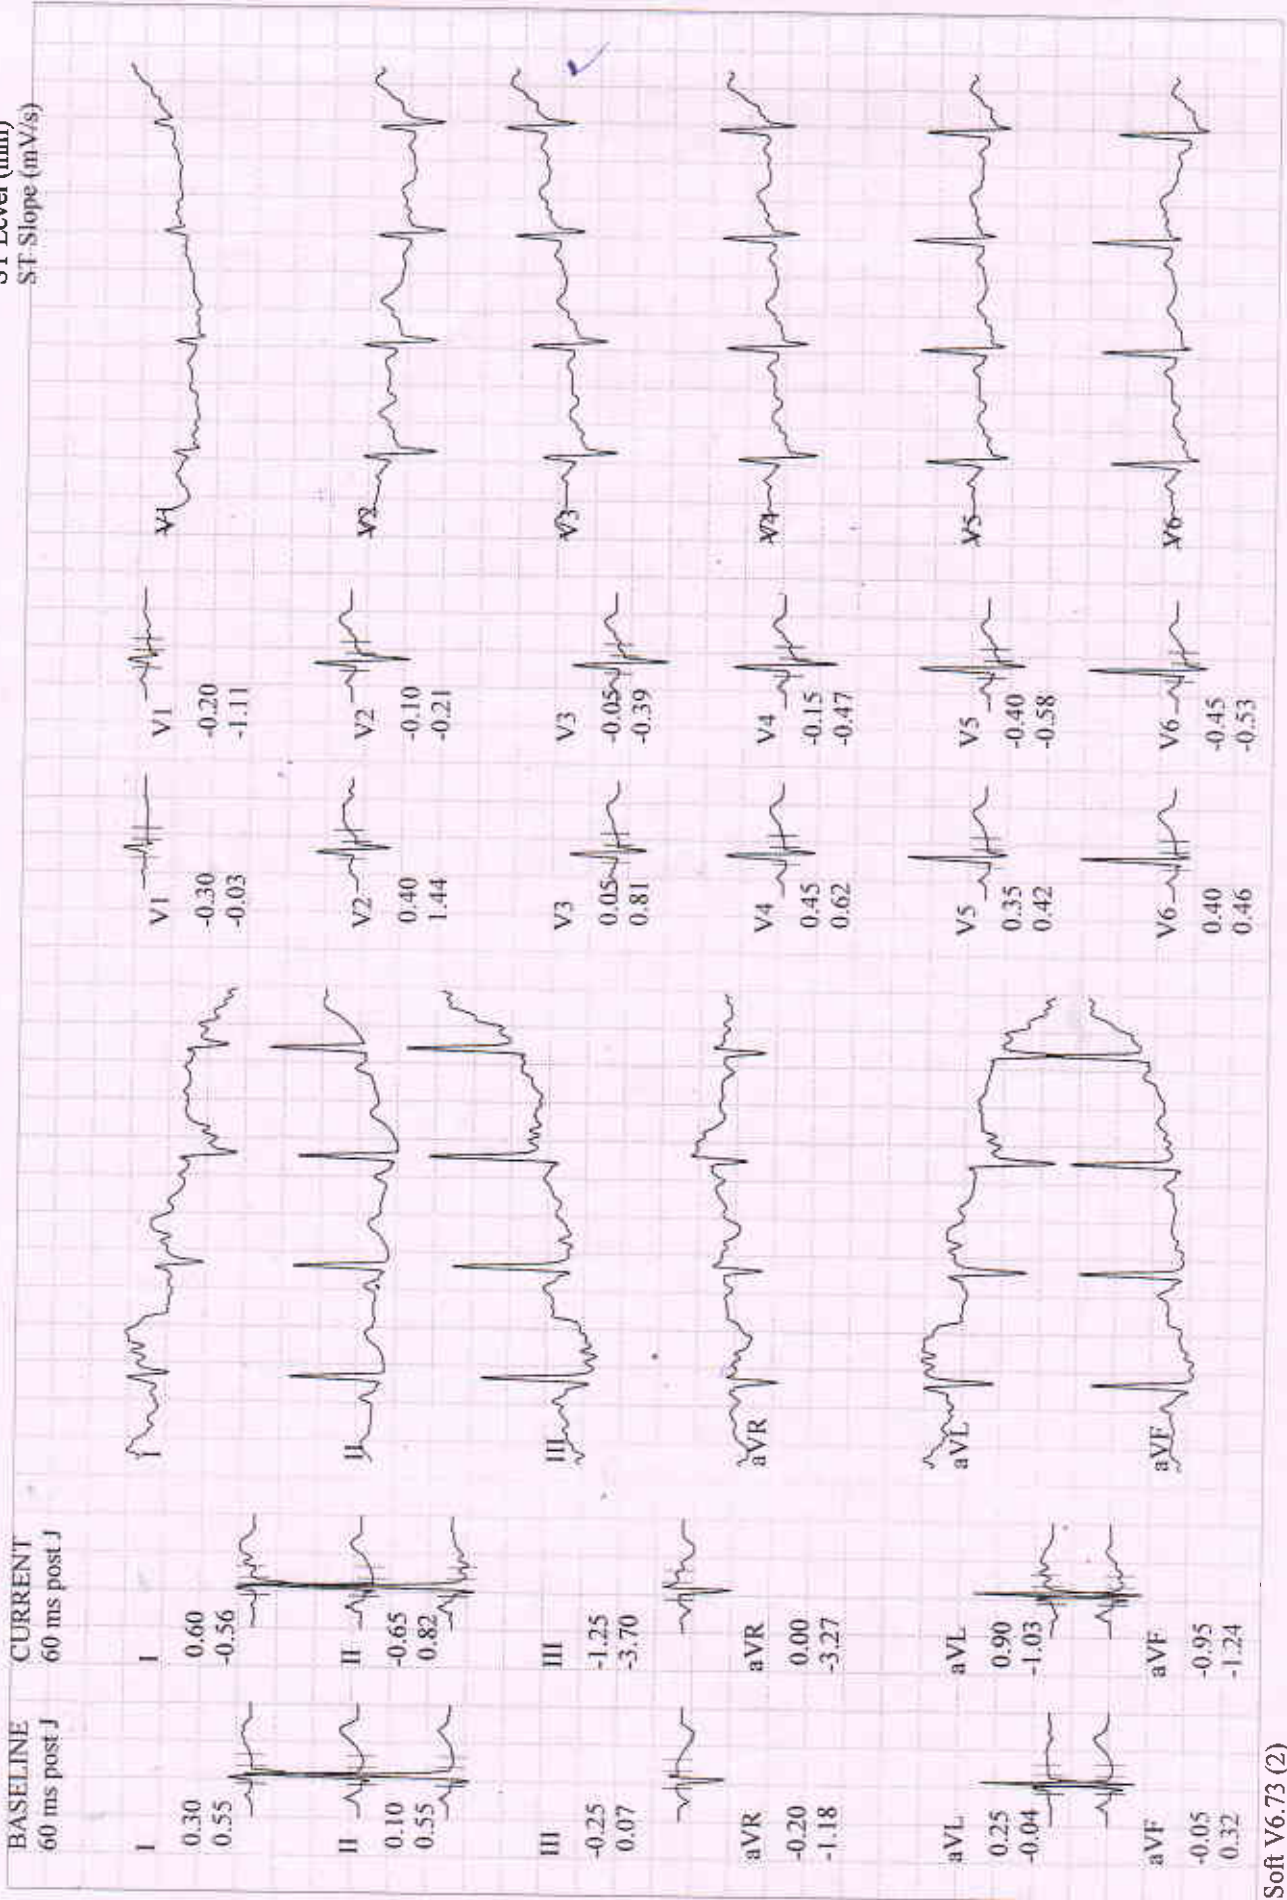 ST Level (mm)
ST Slope (mV/s)
BASELINE
60 ms post J
CURRENT
60 ms post J
I
0.30
0.55
I
0.60
-0.56
I
V1
-0.30
-0.03
V1
-0.20
-1.11
V1
II
0.10
0.55
II
-0.65
0.82
II
V2
0.40
1.44
V2
-0.10
-0.21
V2
III
-0.25
0.07
III
-1.25
-3.70
III
V3
0.05
0.81
V3
-0.05
-0.39
V3
aVR
-0.20
-1.18
aVR
0.00
-3.27
aVR
V4
0.45
0.62
V4
-0.15
-0.47
V4
aVL
0.25
-0.04
aVL
0.90
-1.03
aVL
V5
0.35
0.42
V5
-0.40
-0.58
V5
aVF
-0.05
0.32
aVF
-0.95
-1.24
aVF
V6
0.40
0.46
V6
-0.45
-0.53
V6
Soft V6.73 (2)